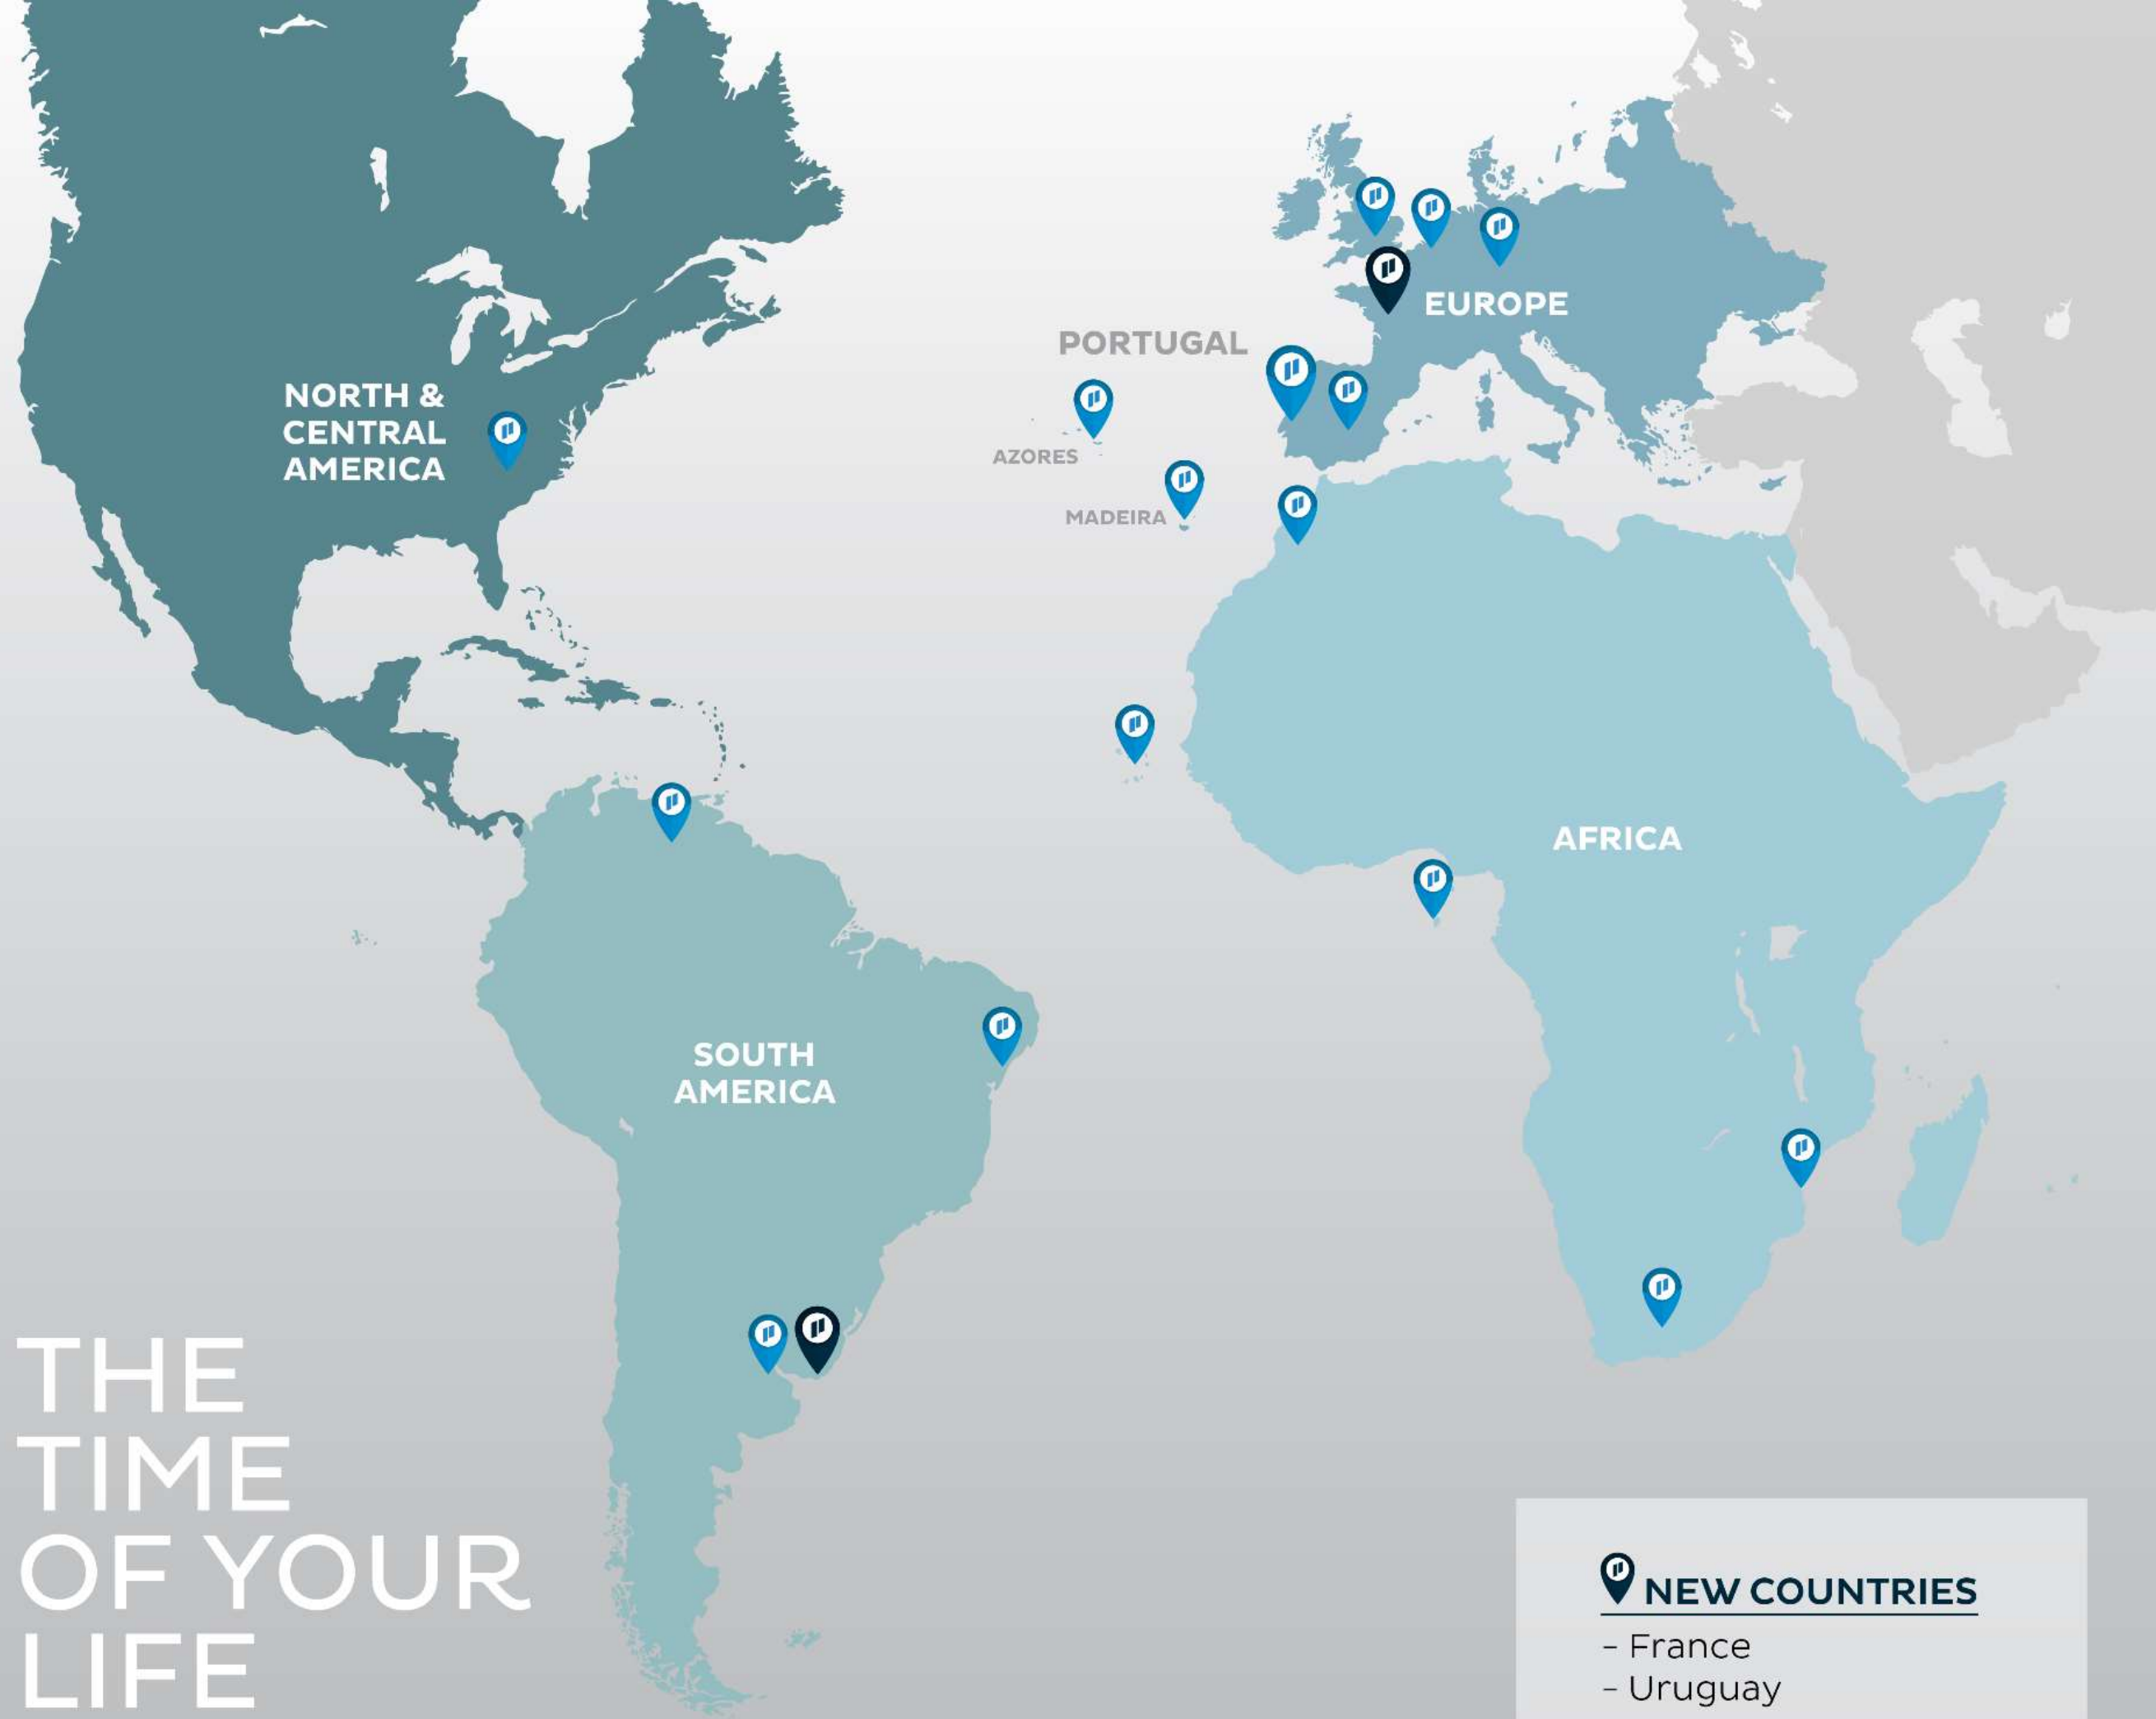 PORTUGAL
EUROPE
NORTH &
CENTRAL
AMERICA
AZORES
MADEIRA
AFRICA
SOUTH
AMERICA
THE
TIME
OF YOUR
LIFE
NEW COUNTRIES
- France
- Uruguay